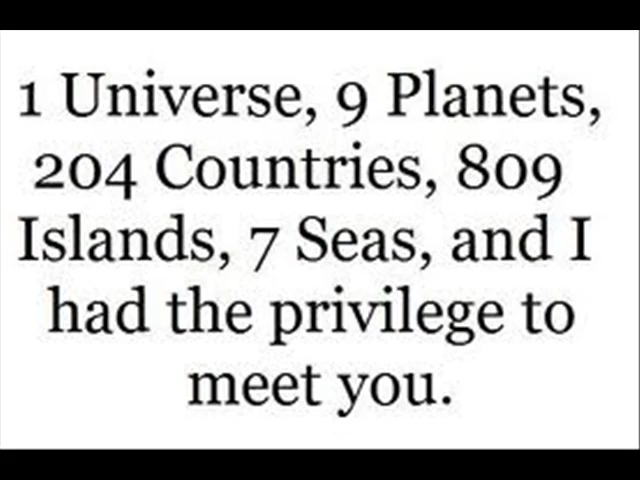 1 Universe, 9 Planets,
204 Countries, 809
Islands, 7 Seas, and I
had the privilege to
meet you.